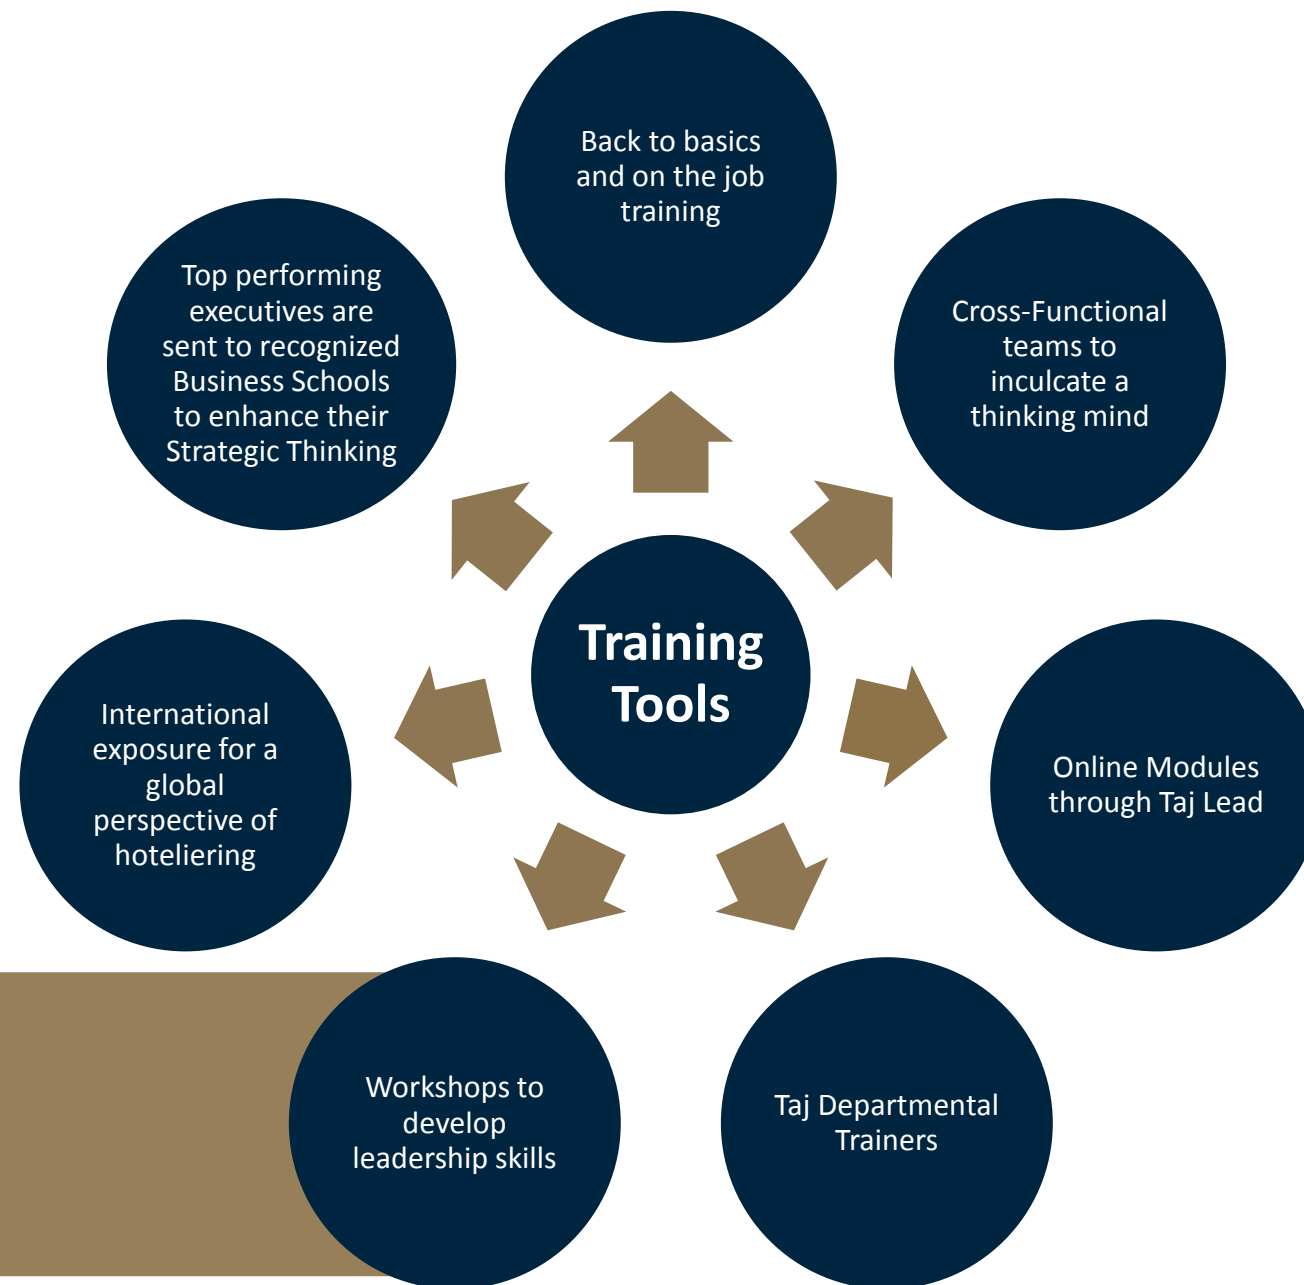 Back to basics
and on the job
training
Cross-Functional
teams to
inculcate a
thinking mind
Online Modules
through Taj Lead
Taj Departmental
Trainers
Workshops to
develop
leadership skills
International
exposure for a
global
perspective of
hoteliering
Top performing
executives are
sent to recognized
Business Schools
to enhance their
Strategic Thinking
Training
Tools